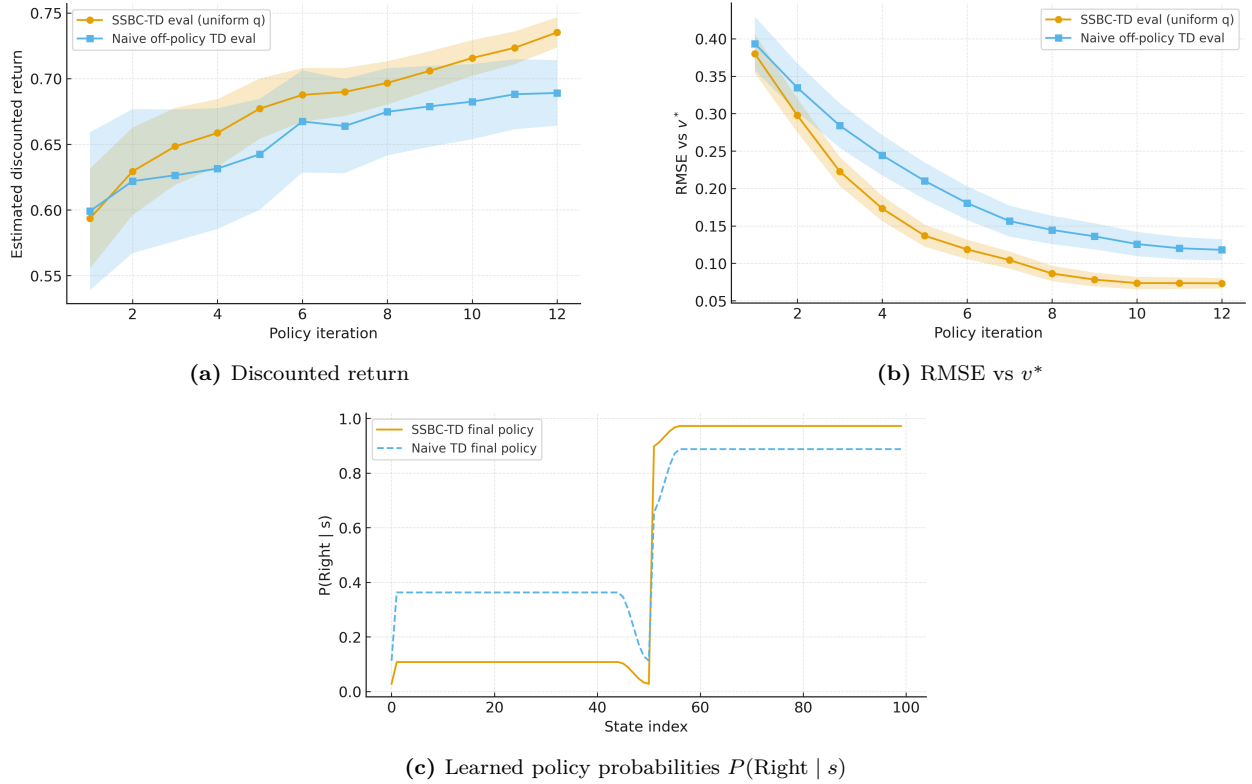 SSBC-TD eval (uniform q)
Naive off-policy TD eval
0.70
0.65
0.60
0.55
Estimated discounted return
2 4 6 8 10 12
Policy iteration
(a) Discounted return
SSBC-TD eval (uniform q)
Naive off-policy TD eval
0.40
0.35
0.30
0.25
0.20
0.15
0.10
0.05
RMSE vs v*
2 4 6 8 10 12
Policy iteration
(b) RMSE vs v*
SSBC-TD final policy
Naive TD final policy
1.0
0.8
0.6
0.4
0.2
0.0
P(Right | s)
0 20 40 60 80 100
State index
(c) Learned policy probabilities P(Right | s)